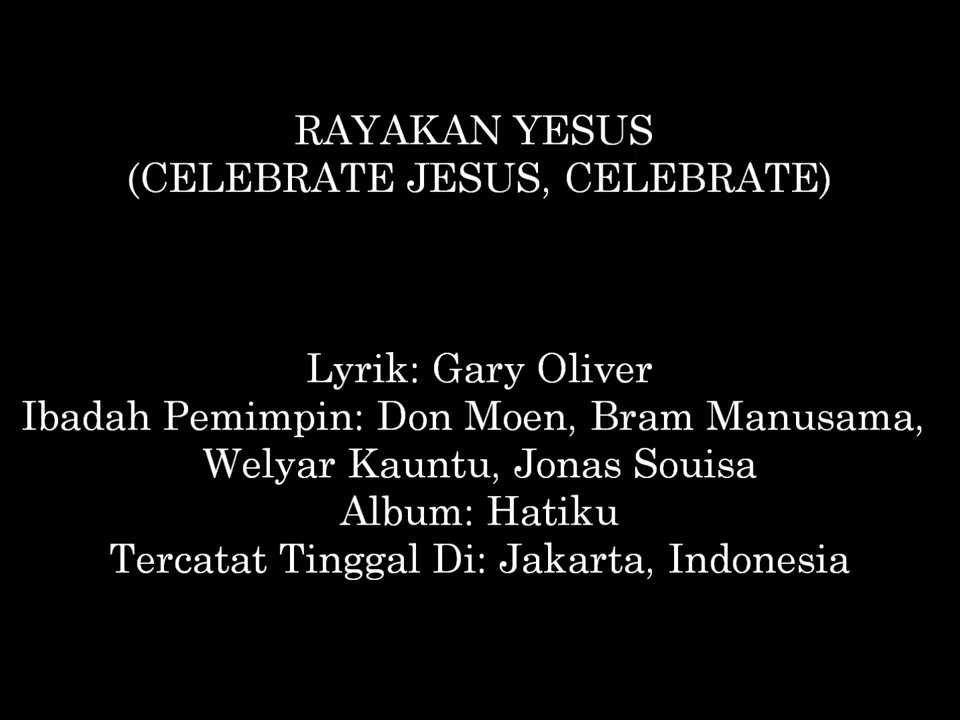 RAYAKAN YESUS
(CELEBRATE JESUS, CELEBRATE)
Lyrik: Gary Oliver
Ibadah Pemimpin: Don Moen, Bram Manusama,
Welyar Kauntu, Jonas Souisa
Album: Hatiku
Tercatat Tinggal Di: Jakarta, Indonesia